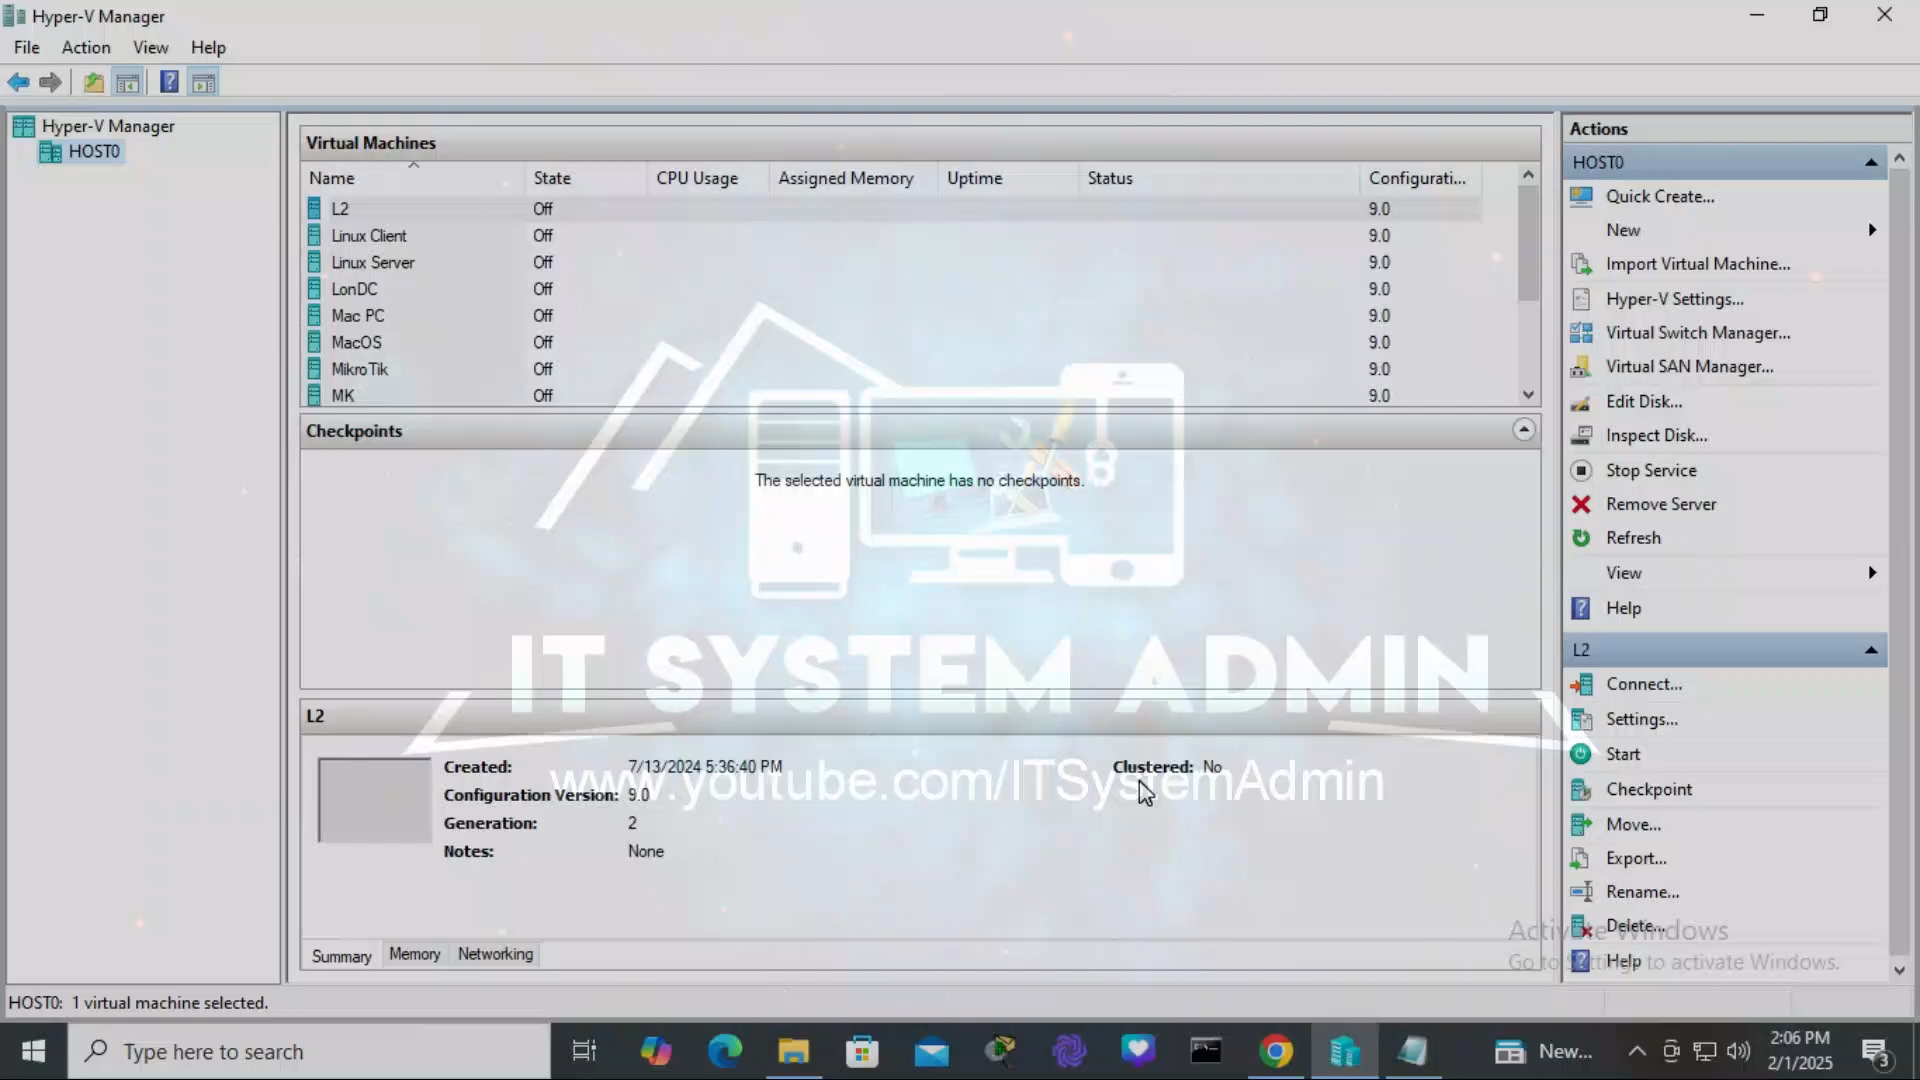 Hyper-V Manager
File Action View Help
Hyper-V Manager
HOST0
Virtual Machines
Name State CPU Usage Assigned Memory Uptime Status Configurati...
L2 Off 9.0
Linux Client Off 9.0
Linux Server Off 9.0
LonDC Off 9.0
Mac PC Off 9.0
MacOS Off 9.0
MikroTik Off 9.0
MK Off 9.0
Checkpoints
The selected virtual machine has no checkpoints.
IT SYSTEM ADMIN
www.youtube.com/ITSystemAdmin
L2
Created: 7/13/2024 5:36:40 PM Clustered: No
Configuration Version: 9.0
Generation: 2
Notes: None
Summary Memory Networking
Actions
HOST0
Quick Create...
New
Import Virtual Machine...
Hyper-V Settings...
Virtual Switch Manager...
Virtual SAN Manager...
Edit Disk...
Inspect Disk...
Stop Service
Remove Server
Refresh
View
Help
L2
Connect...
Settings...
Start
Checkpoint
Move...
Export...
Rename...
Delete...
Help
Activate Windows
Go to Settings to activate Windows.
HOST0: 1 virtual machine selected.
Type here to search
New...
2:06 PM
2/1/2025
3